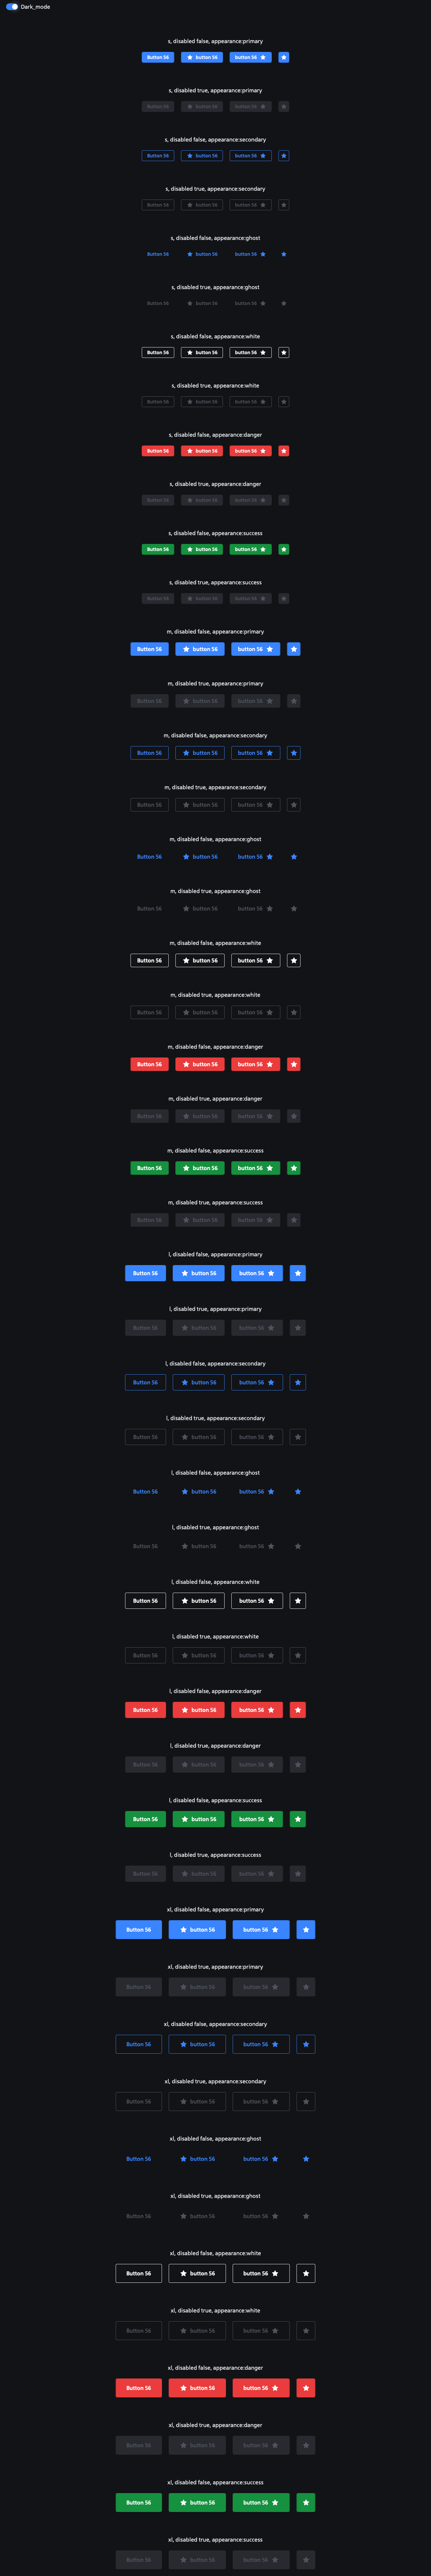 Dark_mode
s, disabled false, appearance:primary
Button 56 button 56 button 56
s, disabled true, appearance:primary
Button 56 button 56 button 56
s, disabled false, appearance:secondary
Button 56 button 56 button 56
s, disabled true, appearance:secondary
Button 56 button 56 button 56
s, disabled false, appearance:ghost
Button 56 button 56 button 56
s, disabled true, appearance:ghost
Button 56 button 56 button 56
s, disabled false, appearance:white
Button 56 button 56 button 56
s, disabled true, appearance:white
Button 56 button 56 button 56
s, disabled false, appearance:danger
Button 56 button 56 button 56
s, disabled true, appearance:danger
Button 56 button 56 button 56
s, disabled false, appearance:success
Button 56 button 56 button 56
s, disabled true, appearance:success
Button 56 button 56 button 56
m, disabled false, appearance:primary
Button 56 button 56 button 56
m, disabled true, appearance:primary
Button 56 button 56 button 56
m, disabled false, appearance:secondary
Button 56 button 56 button 56
m, disabled true, appearance:secondary
Button 56 button 56 button 56
m, disabled false, appearance:ghost
Button 56 button 56 button 56
m, disabled true, appearance:ghost
Button 56 button 56 button 56
m, disabled false, appearance:white
Button 56 button 56 button 56
m, disabled true, appearance:white
Button 56 button 56 button 56
m, disabled false, appearance:danger
Button 56 button 56 button 56
m, disabled true, appearance:danger
Button 56 button 56 button 56
m, disabled false, appearance:success
Button 56 button 56 button 56
m, disabled true, appearance:success
Button 56 button 56 button 56
l, disabled false, appearance:primary
Button 56 button 56 button 56
l, disabled true, appearance:primary
Button 56 button 56 button 56
l, disabled false, appearance:secondary
Button 56 button 56 button 56
l, disabled true, appearance:secondary
Button 56 button 56 button 56
l, disabled false, appearance:ghost
Button 56 button 56 button 56
l, disabled true, appearance:ghost
Button 56 button 56 button 56
l, disabled false, appearance:white
Button 56 button 56 button 56
l, disabled true, appearance:white
Button 56 button 56 button 56
l, disabled false, appearance:danger
Button 56 button 56 button 56
l, disabled true, appearance:danger
Button 56 button 56 button 56
l, disabled false, appearance:success
Button 56 button 56 button 56
l, disabled true, appearance:success
Button 56 button 56 button 56
xl, disabled false, appearance:primary
Button 56 button 56 button 56
xl, disabled true, appearance:primary
Button 56 button 56 button 56
xl, disabled false, appearance:secondary
Button 56 button 56 button 56
xl, disabled true, appearance:secondary
Button 56 button 56 button 56
xl, disabled false, appearance:ghost
Button 56 button 56 button 56
xl, disabled true, appearance:ghost
Button 56 button 56 button 56
xl, disabled false, appearance:white
Button 56 button 56 button 56
xl, disabled true, appearance:white
Button 56 button 56 button 56
xl, disabled false, appearance:danger
Button 56 button 56 button 56
xl, disabled true, appearance:danger
Button 56 button 56 button 56
xl, disabled false, appearance:success
Button 56 button 56 button 56
xl, disabled true, appearance:success
Button 56 button 56 button 56